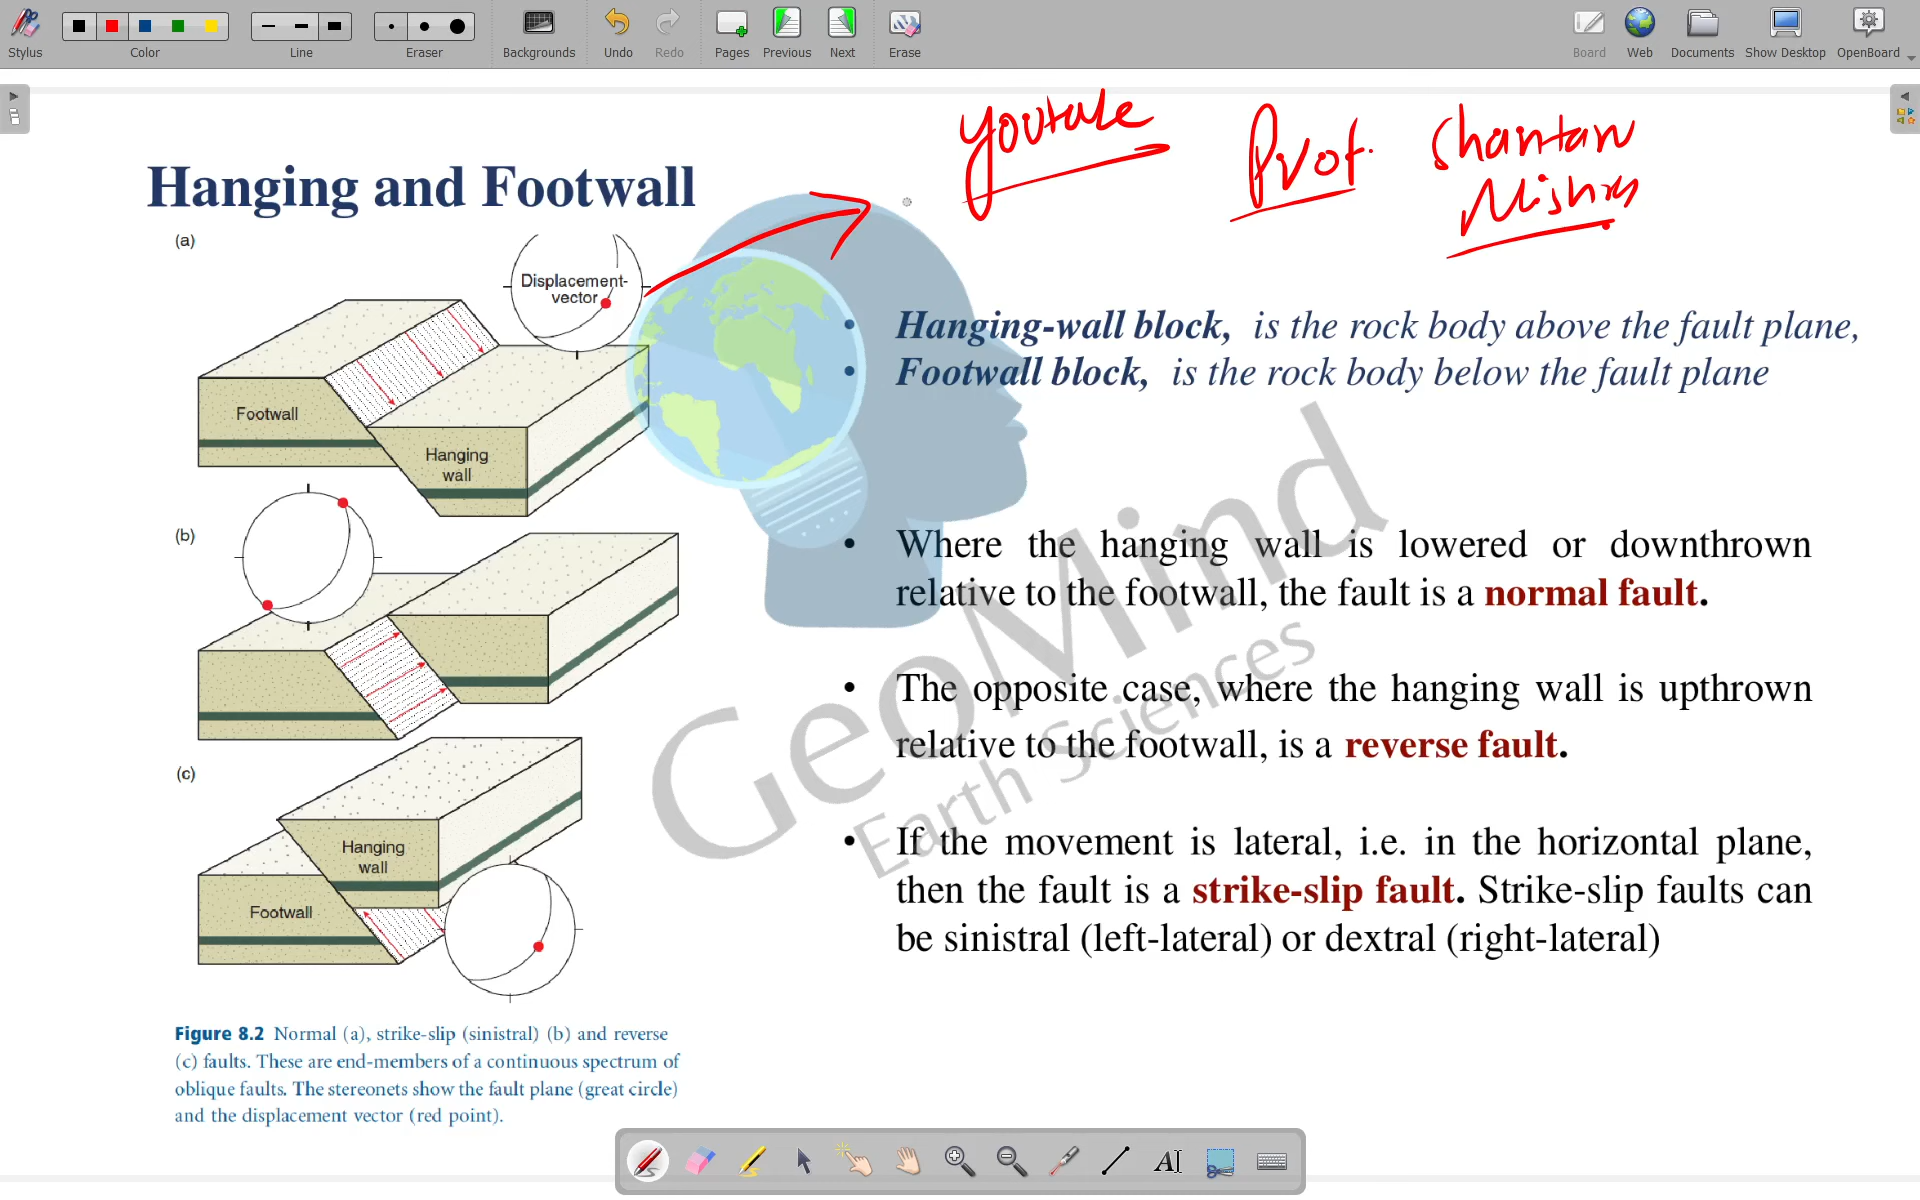 Stylus
Color
Line
Eraser
Backgrounds
Undo
Redo
Pages
Previous
Next
Erase
Board
Web
Documents
Show Desktop
OpenBoard
Youtube
Prof. Shantanu
Mishra
Hanging and Footwall
(a)
Displacement-
vector
Footwall
Hanging
wall
(b)
(c)
Hanging
wall
Footwall
Figure 8.2 Normal (a), strike-slip (sinistral) (b) and reverse
(c) faults. These are end-members of a continuous spectrum of
oblique faults. The stereonets show the fault plane (great circle)
and the displacement vector (red point).
• Hanging-wall block, is the rock body above the fault plane,
• Footwall block, is the rock body below the fault plane
• Where the hanging wall is lowered or downthrown
relative to the footwall, the fault is a normal fault.
• The opposite case, where the hanging wall is upthrown
relative to the footwall, is a reverse fault.
• If the movement is lateral, i.e. in the horizontal plane,
then the fault is a strike-slip fault. Strike-slip faults can
be sinistral (left-lateral) or dextral (right-lateral)
GeoMind
Earth Sciences